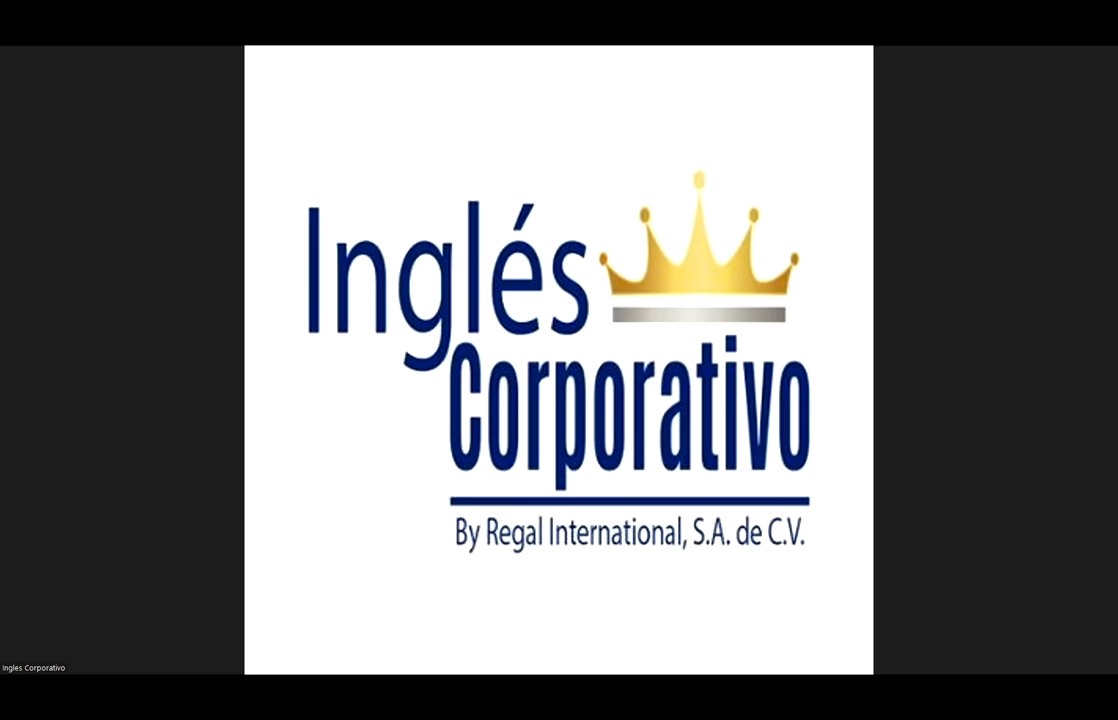 Inglés
Corporativo
By Regal International, S.A. de C.V.
Ingles Corporativo